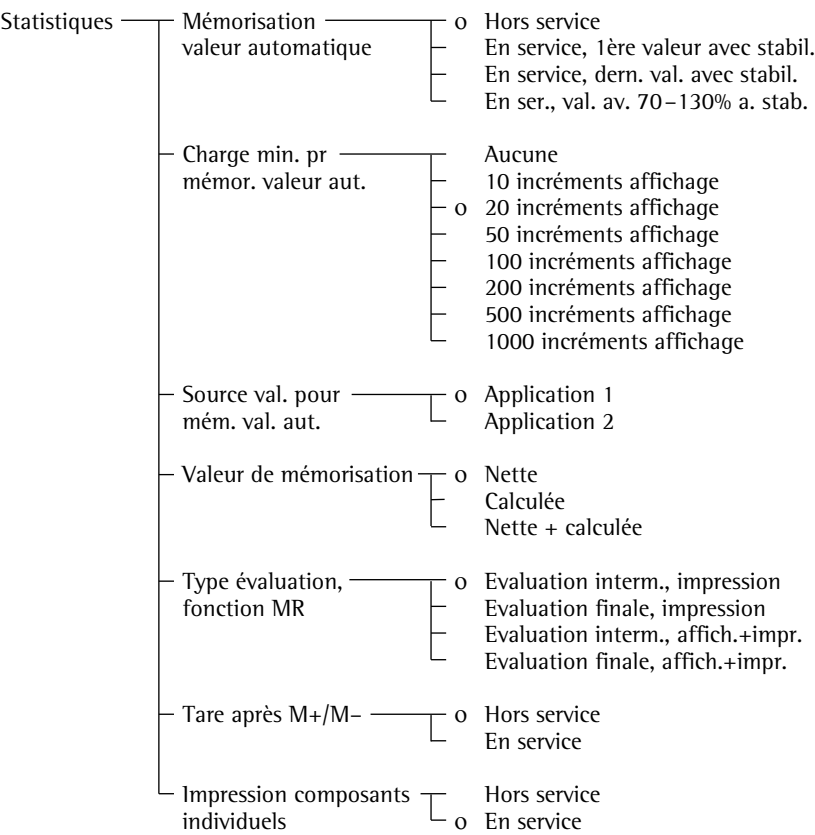 Statistiques Mémorisation o Hors service
valeur automatique En service, 1ère valeur avec stabil.
En service, dern. val. avec stabil.
En ser., val. av. 70–130% a. stab.
Charge min. pr Aucune
mémor. valeur aut. 10 incréments affichage
o 20 incréments affichage
50 incréments affichage
100 incréments affichage
200 incréments affichage
500 incréments affichage
1000 incréments affichage
Source val. pour o Application 1
mém. val. aut. Application 2
Valeur de mémorisation o Nette
Calculée
Nette + calculée
Type évaluation, o Evaluation interm., impression
fonction MR Evaluation finale, impression
Evaluation interm., affich.+impr.
Evaluation finale, affich.+impr.
Tare après M+/M– o Hors service
En service
Impression composants Hors service
individuels o En service